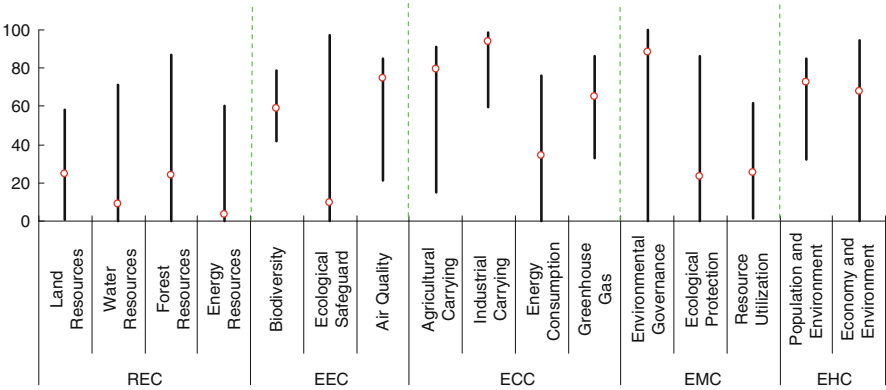 100
80
60
40
20
0
Land
Resources
Water
Resources
Forest
Resources
Energy
Resources
Biodiversity
Ecological
Safeguard
Air Quality
Agricultural
Carrying
Industrial
Carrying
Energy
Consumption
Greenhouse
Gas
Environmental
Governance
Ecological
Protection
Resource
Utilization
Population and
Environment
Economy and
Environment
REC
EEC
ECC
EMC
EHC